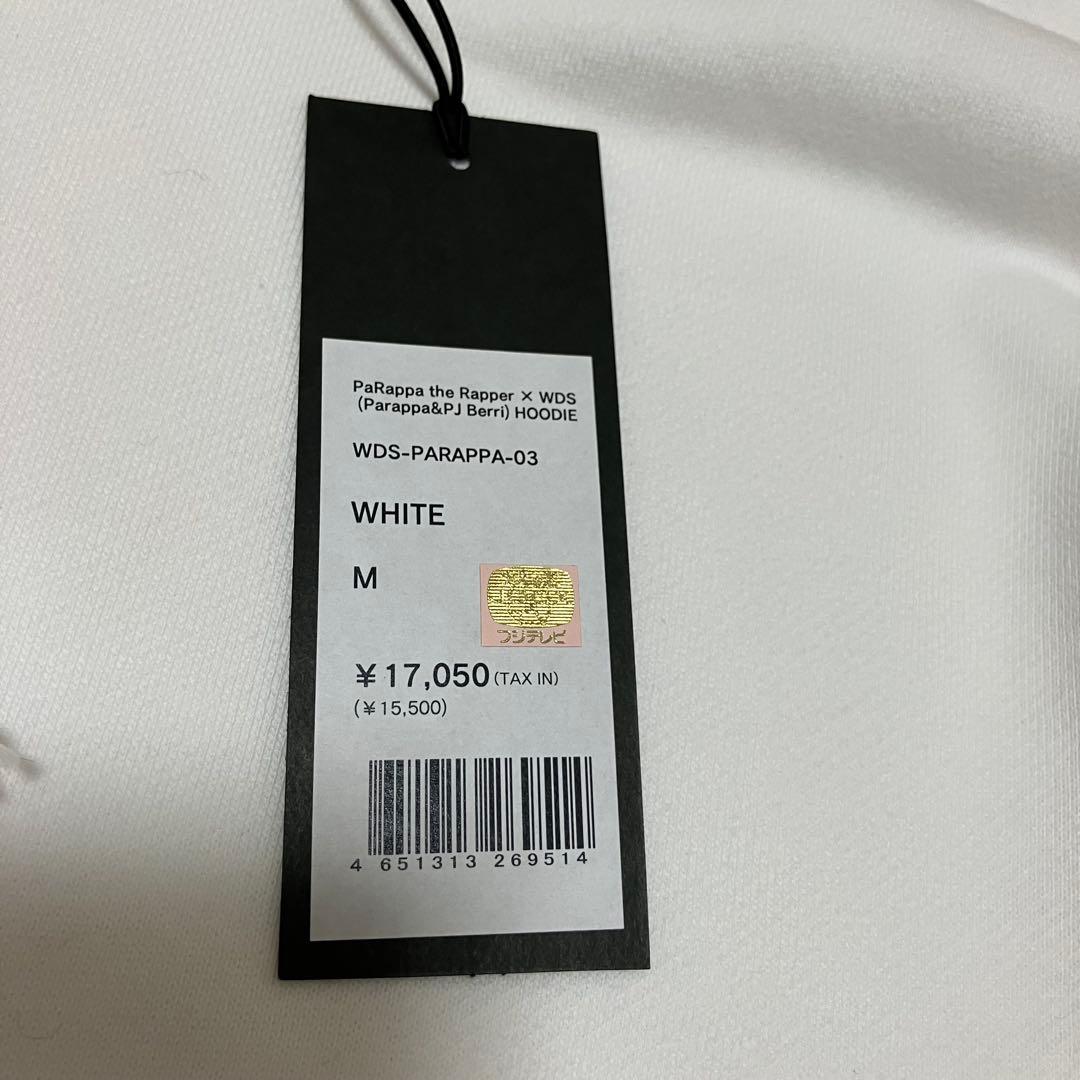 PaRappa the Rapper × WDS
(Parappa&PJ Berri) HOODIE
WDS-PARAPPA-03
WHITE
M
フジテレビ
¥17,050(TAX IN)
(¥15,500)
4 651313 269514